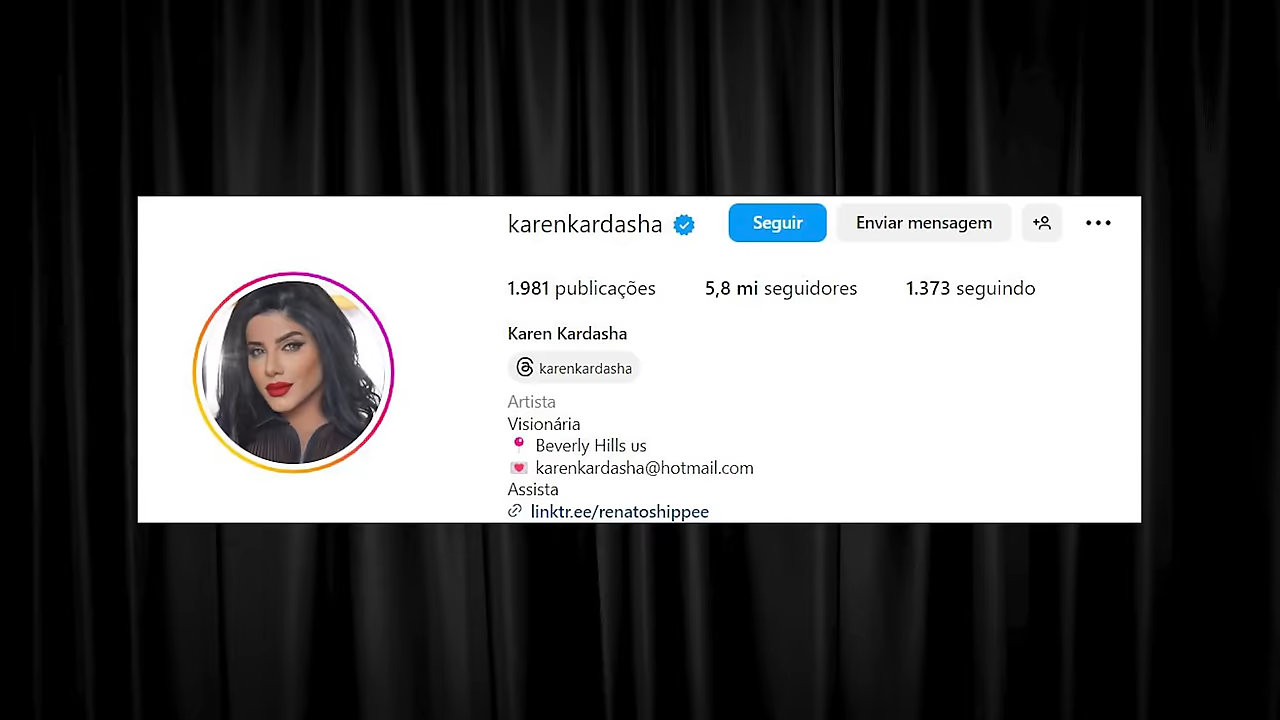 karenkardasha Seguir Enviar mensagem
1.981 publicações 5,8 mi seguidores 1.373 seguindo
Karen Kardasha
karenkardasha
Artista
Visionária
Beverly Hills us
karenkardasha@hotmail.com
Assista
linktr.ee/renatoshippee